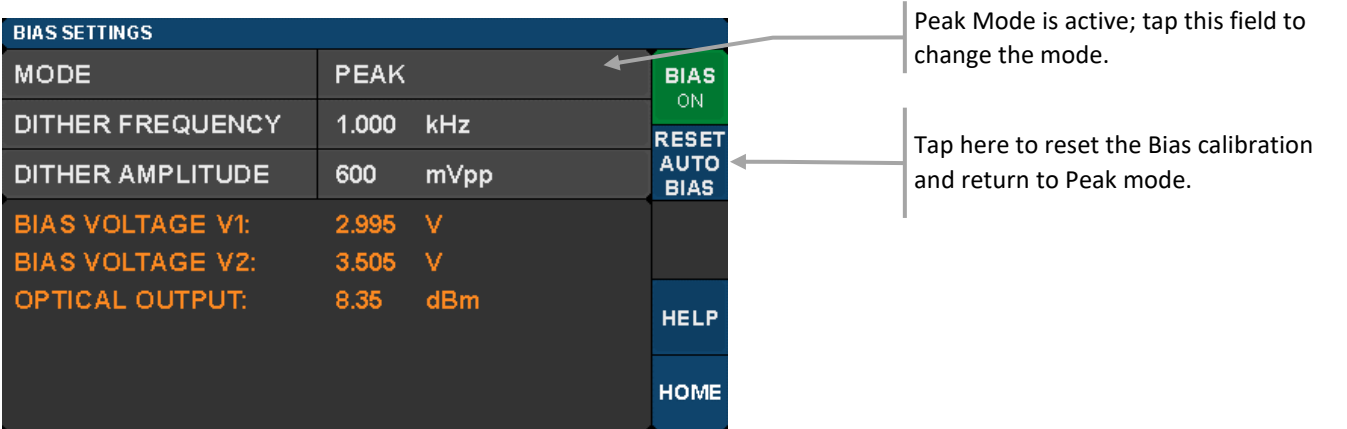 BIAS SETTINGS
MODE PEAK
DITHER FREQUENCY 1.000 kHz
DITHER AMPLITUDE 600 mVpp
BIAS VOLTAGE V1: 2.995 V
BIAS VOLTAGE V2: 3.505 V
OPTICAL OUTPUT: 8.35 dBm
BIAS
ON
RESET
AUTO
BIAS
HELP
HOME
Peak Mode is active; tap this field to
change the mode.
Tap here to reset the Bias calibration
and return to Peak mode.